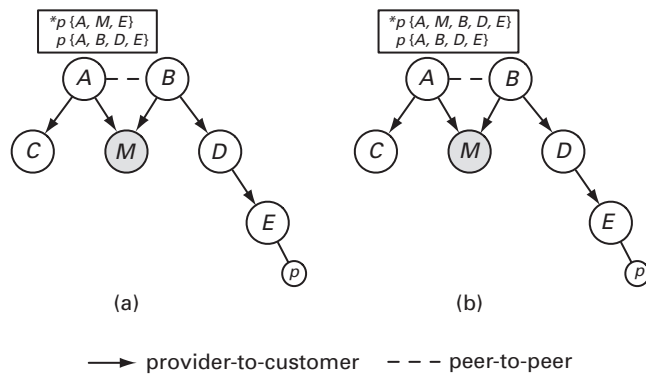 *p {A, M, E}
p {A, B, D, E}
A
B
C
M
D
E
p
(a)
*p {A, M, B, D, E}
p {A, B, D, E}
A
B
C
M
D
E
p
(b)
provider-to-customer
peer-to-peer